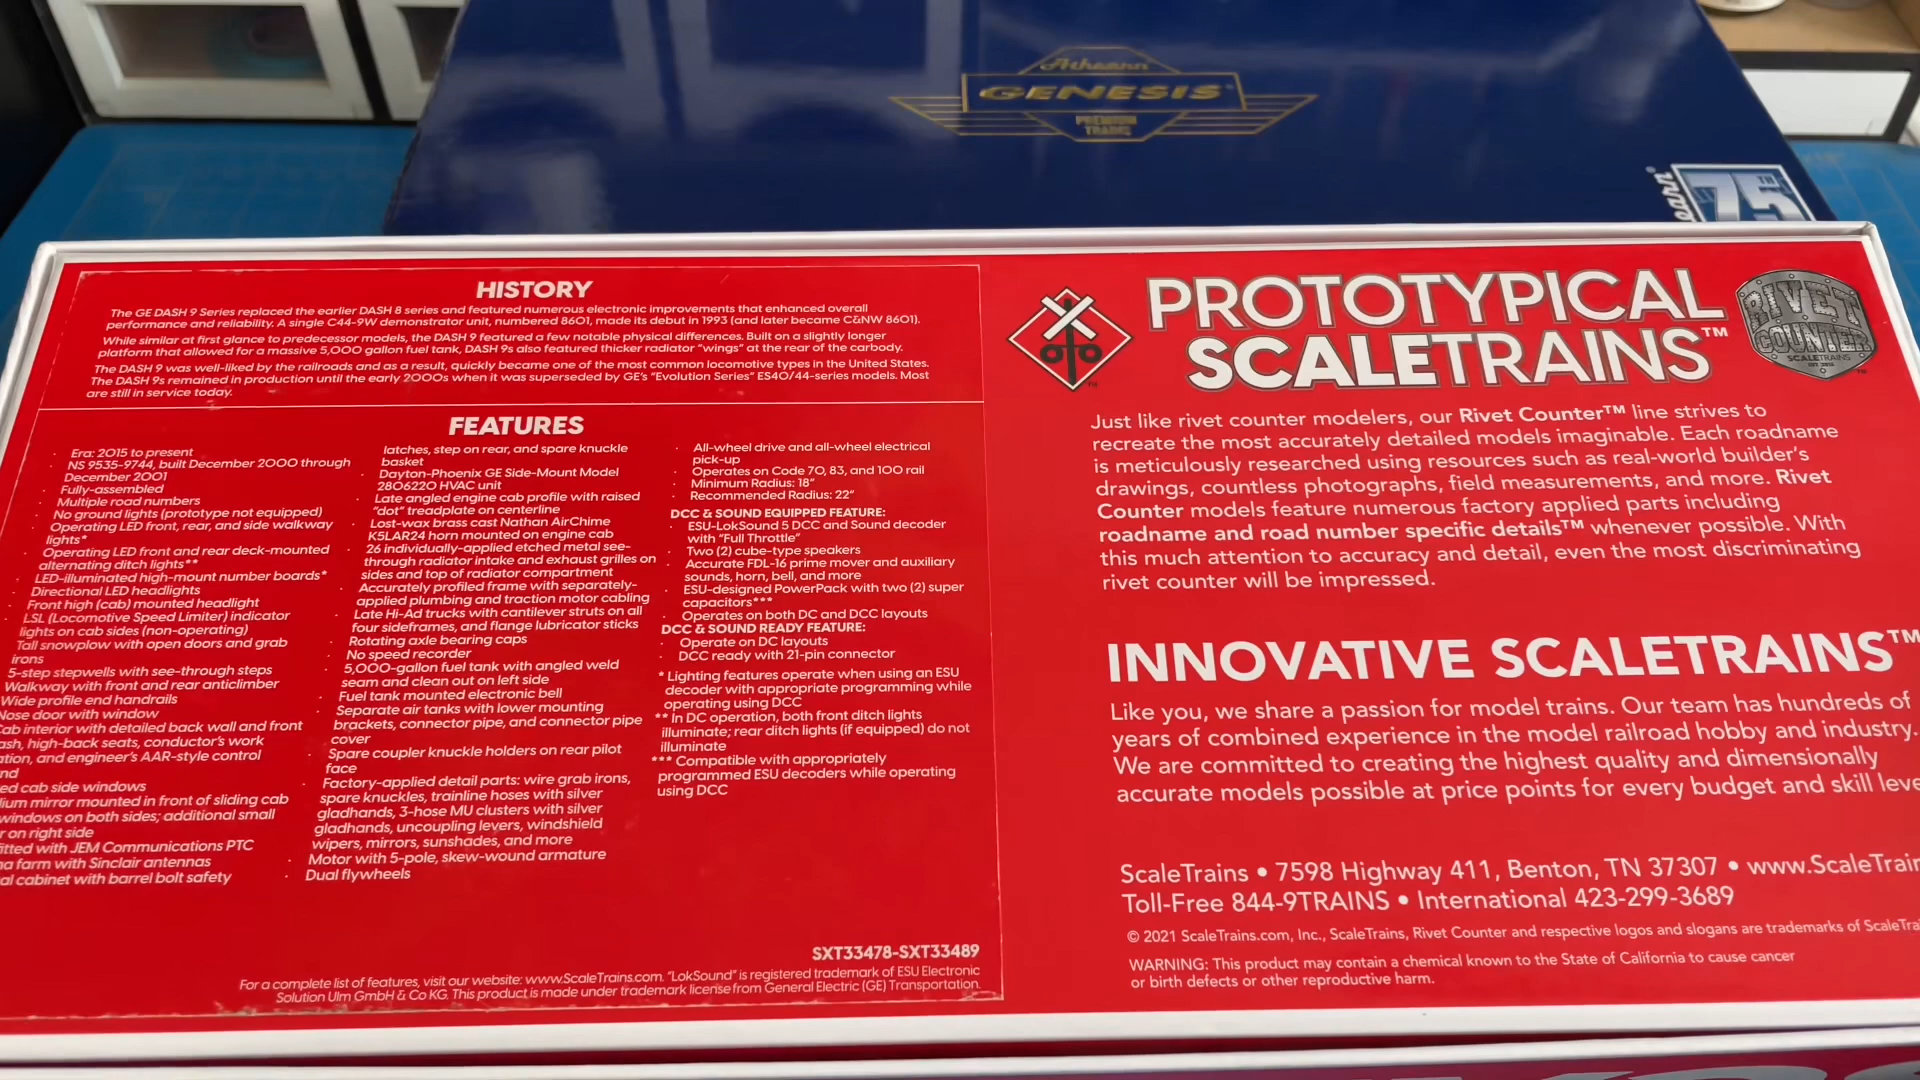 Athearn
GENESIS
PREMIUM
TRAINS
75TH
HISTORY
The GE DASH 9 Series replaced the earlier DASH 8 series and featured numerous electronic improvements that enhanced overall
performance and reliability. A single C44-9W demonstrator unit, numbered 8601, made its debut in 1993 (and later became C&NW 8601).
While similar at first glance to predecessor models, the DASH 9 featured a few notable physical differences. Built on a slightly longer
platform that allowed for a massive 5,000 gallon fuel tank, DASH 9s also featured thicker radiator "wings" at the rear of the carbody.
The DASH 9 was well-liked by the railroads and as a result, quickly became one of the most common locomotive types in the United States.
The DASH 9s remained in production until the early 2000s when it was superseded by GE's "Evolution Series" ES40/44-series models. Most
are still in service today.
FEATURES
· Era: 2015 to present
· NS 9535-9744, built December 2000 through
December 2001
· Fully-assembled
· Multiple road numbers
· No ground lights (prototype not equipped)
· Operating LED front, rear, and side walkway
lights*
· Operating LED front and rear deck-mounted
alternating ditch lights**
· LED-illuminated high-mount number boards*
· Directional LED headlights
· Front high (cab) mounted headlight
· LSL (Locomotive Speed Limiter) indicator
lights on cab sides (non-operating)
Tall snowplow with open doors and grab
irons
5-step stepwells with see-through steps
Walkway with front and rear anticlimber
Wide profile end handrails
Nose door with window
Cab interior with detailed back wall and front
high-back seats, conductor's work
and engineer's AAR-style control
cab side windows
mirror mounted in front of sliding cab
windows on both sides; additional small
on right side
with JEM Communications PTC
farm with Sinclair antennas
cabinet with barrel bolt safety
latches, step on rear, and spare knuckle
basket
· Dayton-Phoenix GE Side-Mount Model
28O6220 HVAC unit
· Late angled engine cab profile with raised
"dot" treadplate on centerline
· Lost-wax brass cast Nathan AirChime
K5LAR24 horn mounted on engine cab
· 26 individually-applied etched metal see-
through radiator intake and exhaust grilles on
sides and top of radiator compartment
· Accurately profiled frame with separately-
applied plumbing and traction motor cabling
· Late Hi-Ad trucks with cantilever struts on all
four sideframes, and flange lubricator sticks
· Rotating axle bearing caps
· No speed recorder
· 5,000-gallon fuel tank with angled weld
seam and clean out on left side
· Fuel tank mounted electronic bell
· Separate air tanks with lower mounting
brackets, connector pipe, and connector pipe
cover
· Spare coupler knuckle holders on rear pilot
face
· Factory-applied detail parts: wire grab irons,
spare knuckles, trainline hoses with silver
gladhands, 3-hose MU clusters with silver
gladhands, uncoupling levers, windshield
wipers, mirrors, sunshades, and more
· Motor with 5-pole, skew-wound armature
· Dual flywheels
· All-wheel drive and all-wheel electrical
pick-up
· Operates on Code 70, 83, and 100 rail
· Minimum Radius: 18"
· Recommended Radius: 22"
DCC & SOUND EQUIPPED FEATURE:
· ESU-LokSound 5 DCC and Sound decoder
with "Full Throttle"
· Two (2) cube-type speakers
· Accurate FDL-16 prime mover and auxiliary
sounds, horn, bell, and more
· ESU-designed PowerPack with two (2) super
capacitors***
· Operates on both DC and DCC layouts
DCC & SOUND READY FEATURE:
· Operate on DC layouts
· DCC ready with 21-pin connector
* Lighting features operate when using an ESU
decoder with appropriate programming while
operating using DCC
** In DC operation, both front ditch lights
illuminate; rear ditch lights (if equipped) do not
illuminate
*** Compatible with appropriately
programmed ESU decoders while operating
using DCC
SXT33478-SXT33489
For a complete list of features, visit our website: www.ScaleTrains.com. "LokSound" is registered trademark of ESU Electronic
Solution Ulm GmbH & Co KG. This product is made under trademark license from General Electric (GE) Transportation.
PROTOTYPICAL
SCALETRAINS™
RIVET
COUNTER
SCALETRAINS
Just like rivet counter modelers, our Rivet Counter™ line strives to
recreate the most accurately detailed models imaginable. Each roadname
is meticulously researched using resources such as real-world builder's
drawings, countless photographs, field measurements, and more. Rivet
Counter models feature numerous factory applied parts including
roadname and road number specific details™ whenever possible. With
this much attention to accuracy and detail, even the most discriminating
rivet counter will be impressed.
INNOVATIVE SCALETRAINS™
Like you, we share a passion for model trains. Our team has hundreds of
years of combined experience in the model railroad hobby and industry.
We are committed to creating the highest quality and dimensionally
accurate models possible at price points for every budget and skill leve
ScaleTrains • 7598 Highway 411, Benton, TN 37307 • www.ScaleTrain
Toll-Free 844-9TRAINS • International 423-299-3689
© 2021 ScaleTrains.com, Inc., ScaleTrains, Rivet Counter and respective logos and slogans are trademarks of ScaleTra
WARNING: This product may contain a chemical known to the State of California to cause cancer
or birth defects or other reproductive harm.